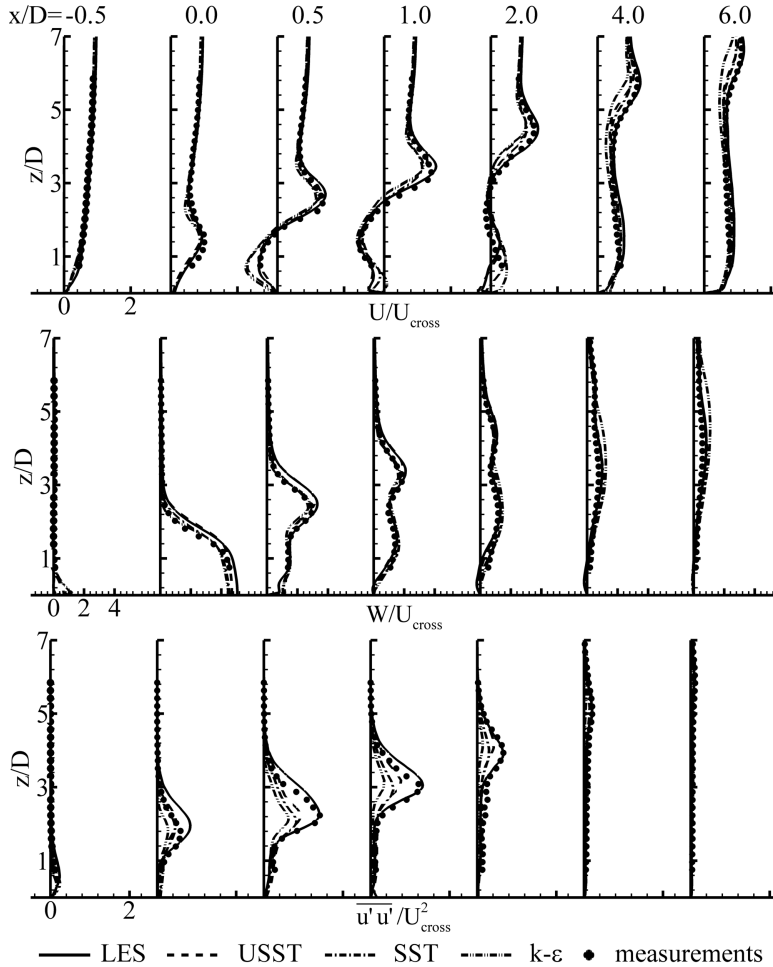 x/D=-0.5 0.0 0.5 1.0 2.0 4.0 6.0
7
5
z/D
3
1
0 2
U/U_cross
7
5
z/D
3
1
0 2 4
W/U_cross
7
5
z/D
3
1
0 2
u'u'/U²_cross
LES USST SST k-ε measurements